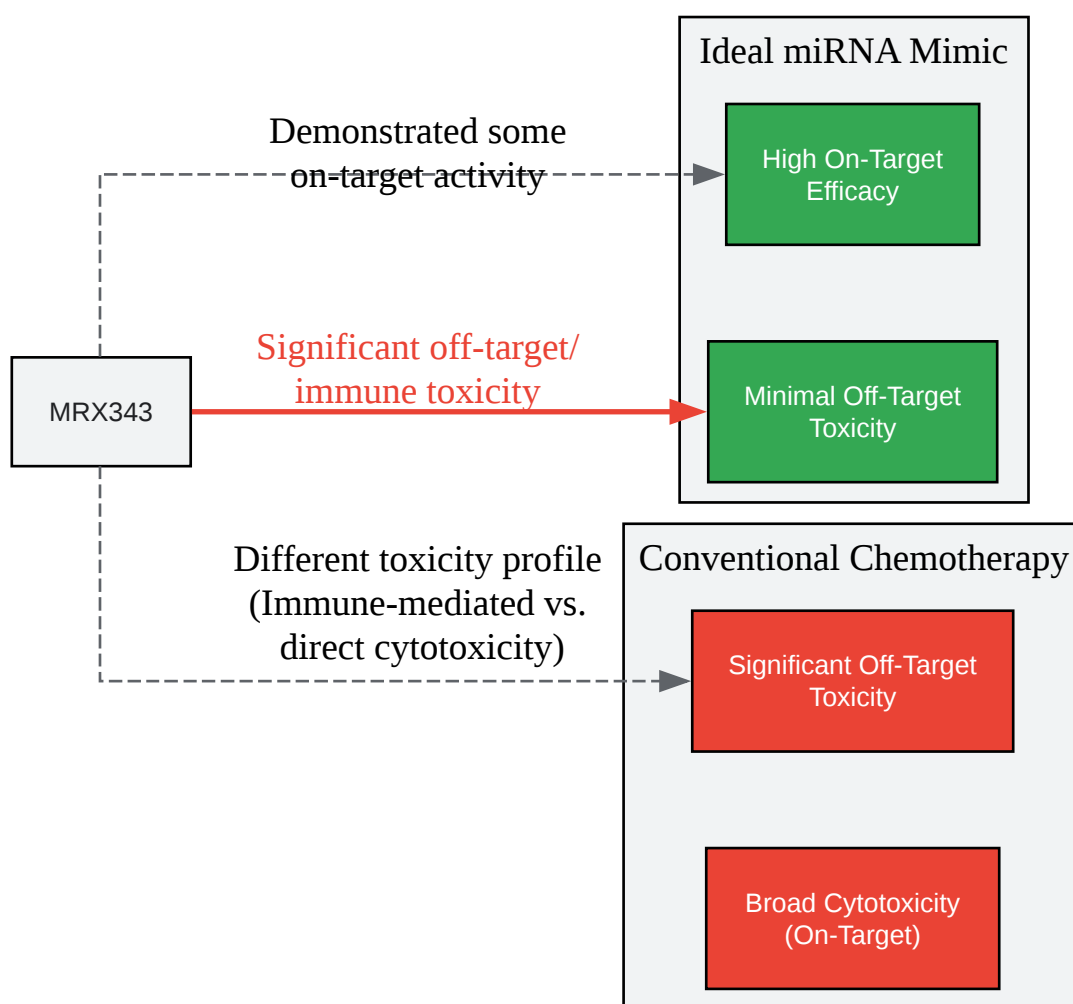 Ideal miRNA Mimic
Demonstrated some
on-target activity
High On-Target
Efficacy
Significant off-target/
immune toxicity
MRX343
Minimal Off-Target
Toxicity
Different toxicity profile
(Immune-mediated vs.
direct cytotoxicity)
Conventional Chemotherapy
Significant Off-Target
Toxicity
Broad Cytotoxicity
(On-Target)